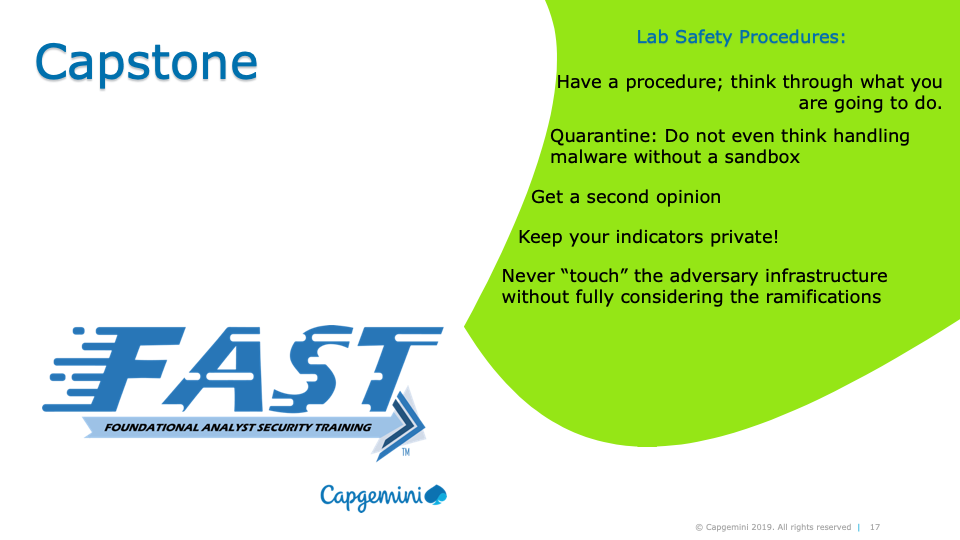 Capstone
Lab Safety Procedures:
Have a procedure; think through what you
are going to do.
Quarantine: Do not even think handling
malware without a sandbox
Get a second opinion
Keep your indicators private!
Never “touch” the adversary infrastructure
without fully considering the ramifications
FAST
FOUNDATIONAL ANALYST SECURITY TRAINING
TM
Capgemini
© Capgemini 2019. All rights reserved | 17